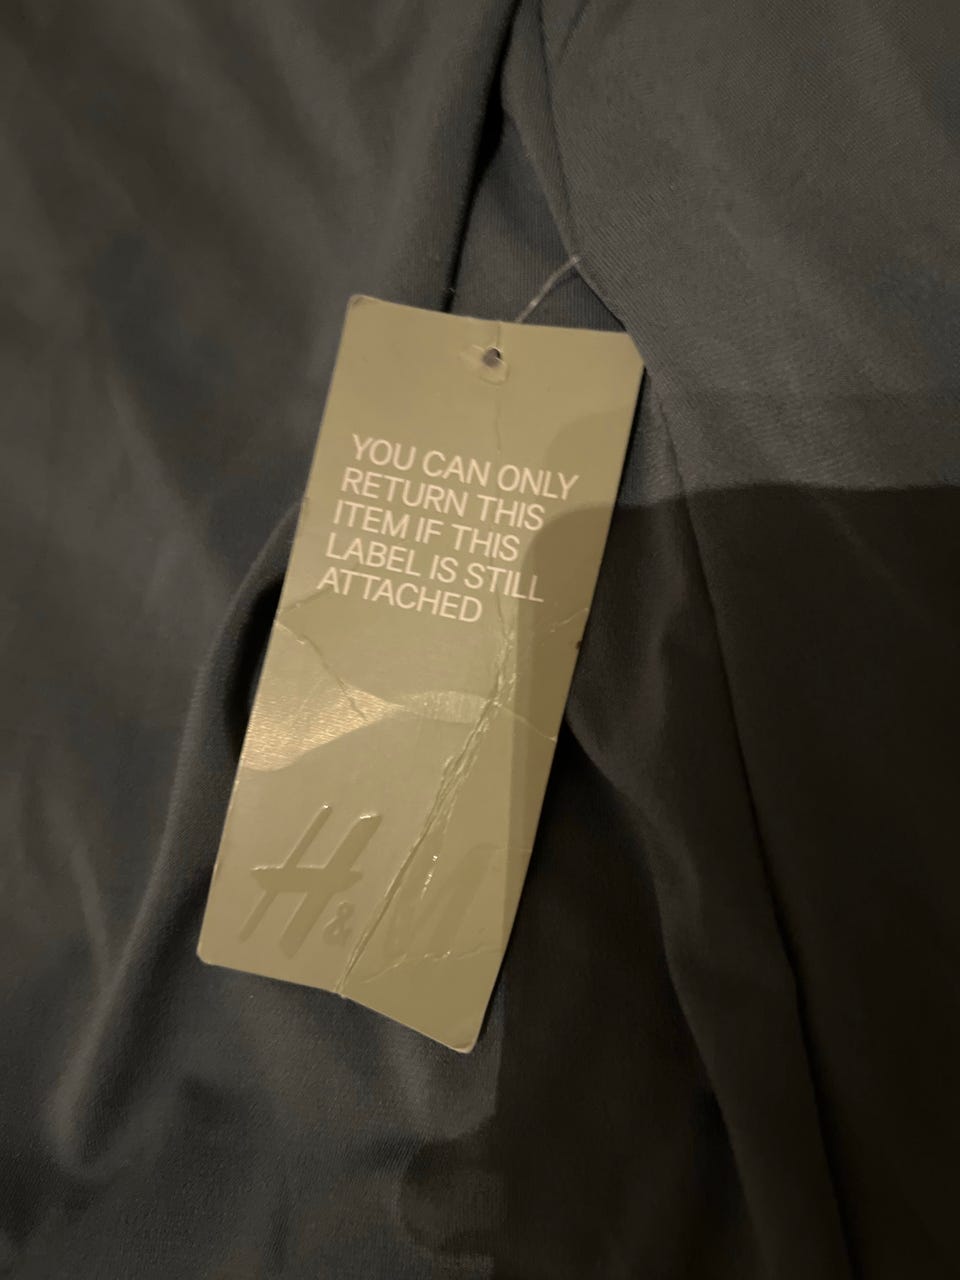 YOU CAN ONLY
RETURN THIS
ITEM IF THIS
LABEL IS STILL
ATTACHED
H&M